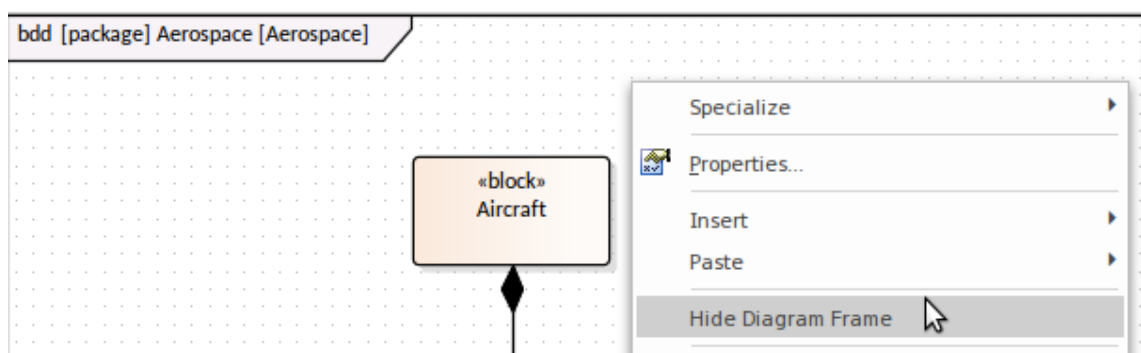 bdd [package] Aerospace [Aerospace]
«block»
Aircraft
Specialize
Properties...
Insert
Paste
Hide Diagram Frame